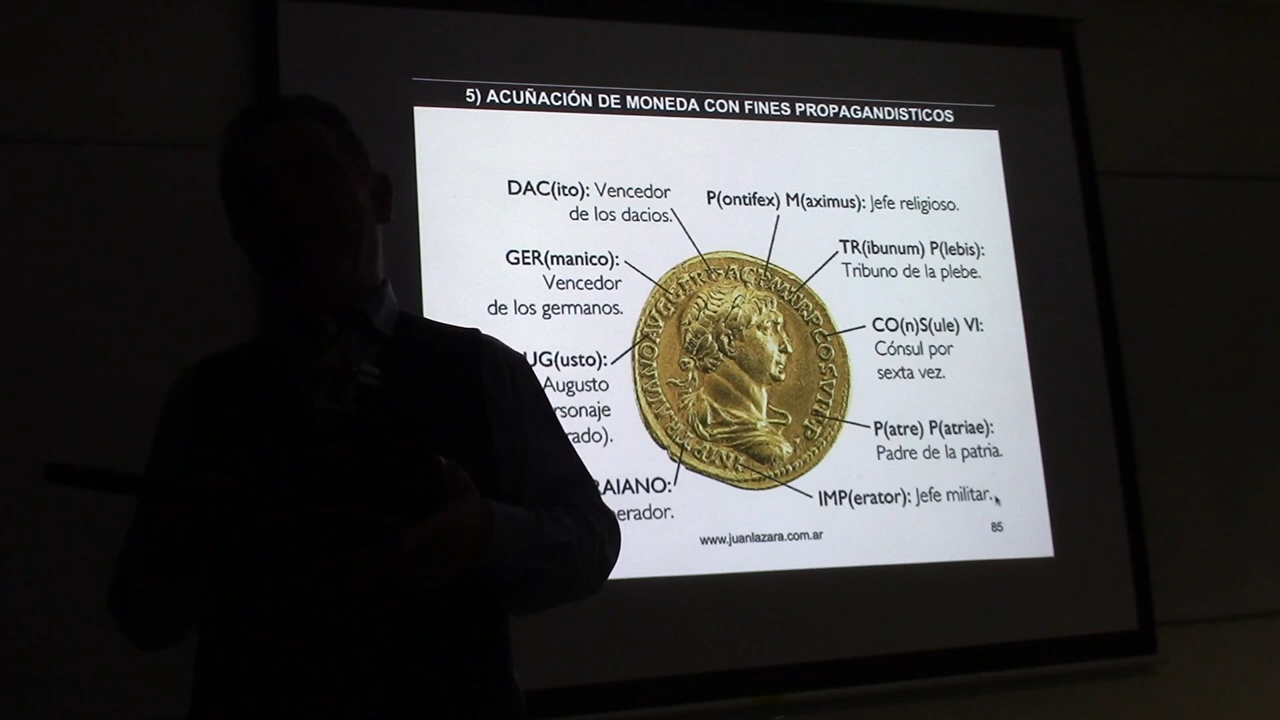 5) ACUÑACIÓN DE MONEDA CON FINES PROPAGANDISTICOS
DAC(ito): Vencedor
de los dacios.
P(ontifex) M(aximus): Jefe religioso.
GER(manico):
Vencedor
de los germanos.
TR(ibunum) P(lebis):
Tribuno de la plebe.
UG(usto):
Augusto
rsonaje
rado).
CO(n)S(ule) VI:
Cónsul por
sexta vez.
P(atre) P(atriae):
Padre de la patria.
RAIANO:
perador.
IMP(erator): Jefe militar.
www.juanlazara.com.ar
85